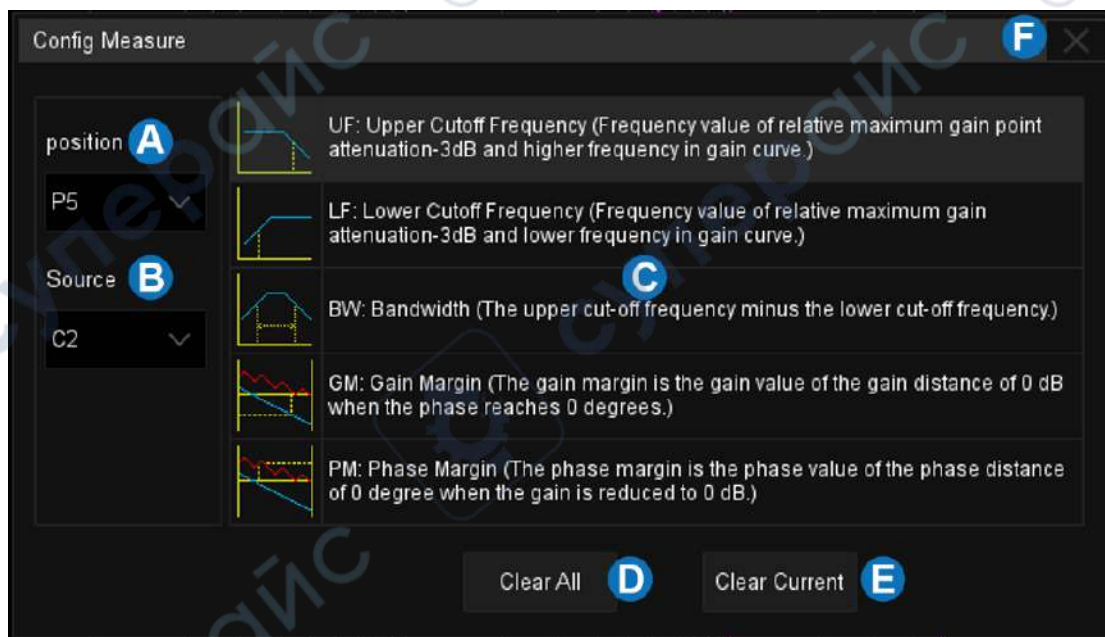 Config Measure
F
position A
P5
Source B
C2
UF: Upper Cutoff Frequency (Frequency value of relative maximum gain point
attenuation-3dB and higher frequency in gain curve.)
LF: Lower Cutoff Frequency (Frequency value of relative maximum gain
attenuation-3dB and lower frequency in gain curve.)
C
BW: Bandwidth (The upper cut-off frequency minus the lower cut-off frequency.)
GM: Gain Margin (The gain margin is the gain value of the gain distance of 0 dB
when the phase reaches 0 degrees.)
PM: Phase Margin (The phase margin is the phase value of the phase distance
of 0 degree when the gain is reduced to 0 dB.)
Clear All D
Clear Current E
суперайс
суперайс
айс